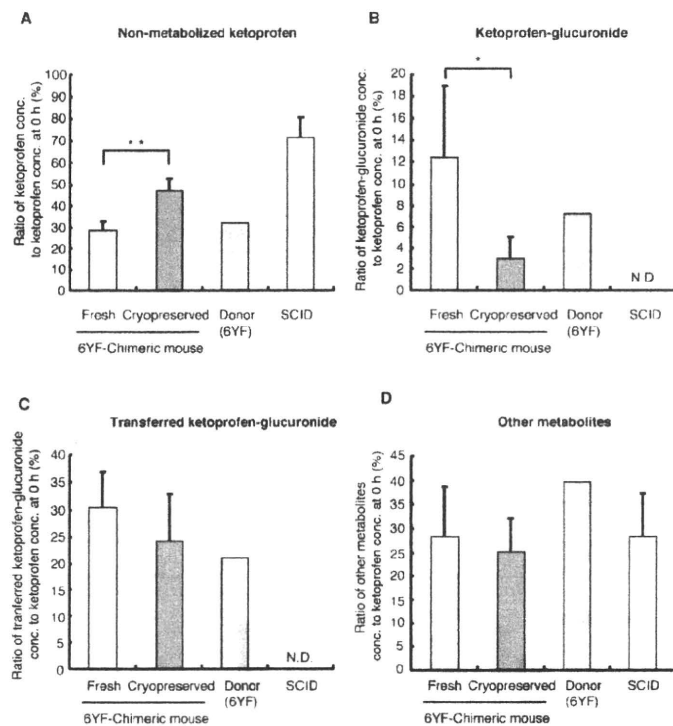 A
Non-metabolized ketoprofen
Ratio of ketoprofen conc.
to ketoprofen conc. at 0 h (%)
100
90
80
70
60
50
40
30
20
10
0
* *
Fresh Cryopreserved Donor SCID
(6YF)
6YF-Chimeric mouse
B
Ketoprofen-glucuronide
Ratio of ketoprofen-glucuronide conc.
to ketoprofen conc. at 0 h (%)
20
18
16
14
12
10
8
6
4
2
0
*
N D
Fresh Cryopreserved Donor SCID
(6YF)
6YF-Chimeric mouse
C
Transferred ketoprofen-glucuronide
Ratio of tranferred ketoprofen-glucuronide
conc. to ketoprofen conc. at 0 h (%)
40
35
30
25
20
15
10
5
0
N.D.
Fresh Cryopreserved Donor SCID
(6YF)
6YF-Chimeric mouse
D
Other metabolites
Ratio of other metabolites
conc. to ketoprofen conc. at 0 h (%)
45
40
35
30
25
20
15
10
5
0
Fresh Cryopreserved Donor SCID
(6YF)
6YF-Chimeric mouse